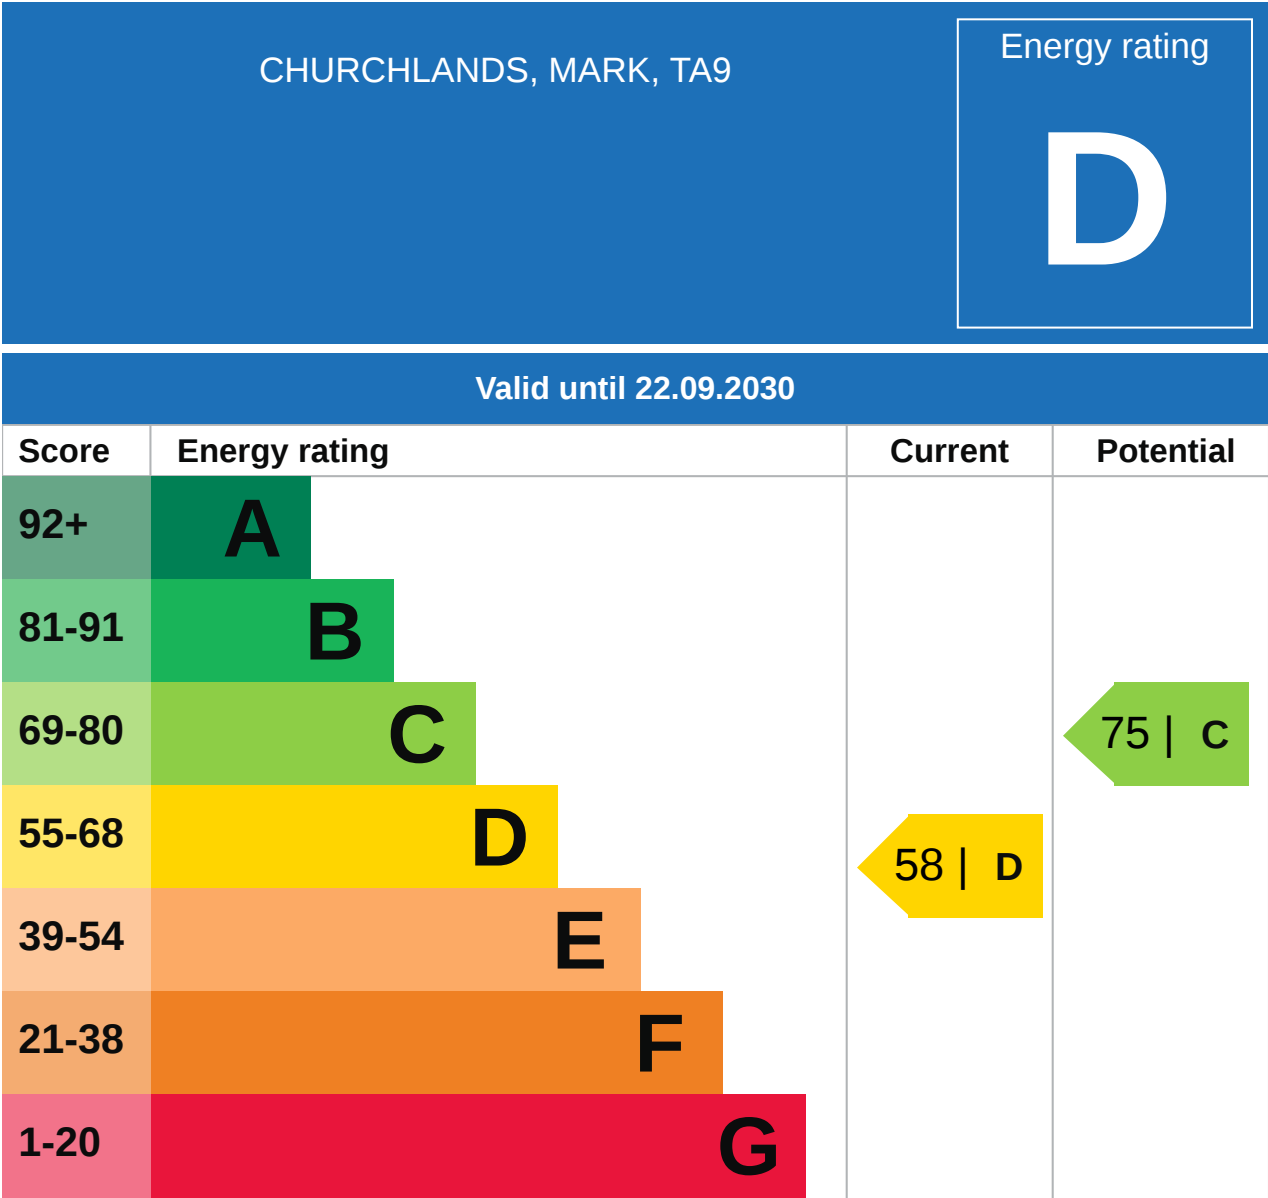 CHURCHLANDS, MARK, TA9
Energy rating
D
Valid until 22.09.2030
Score Energy rating Current Potential
92+ A
81-91 B
69-80 C 75 | C
55-68 D 58 | D
39-54 E
21-38 F
1-20 G